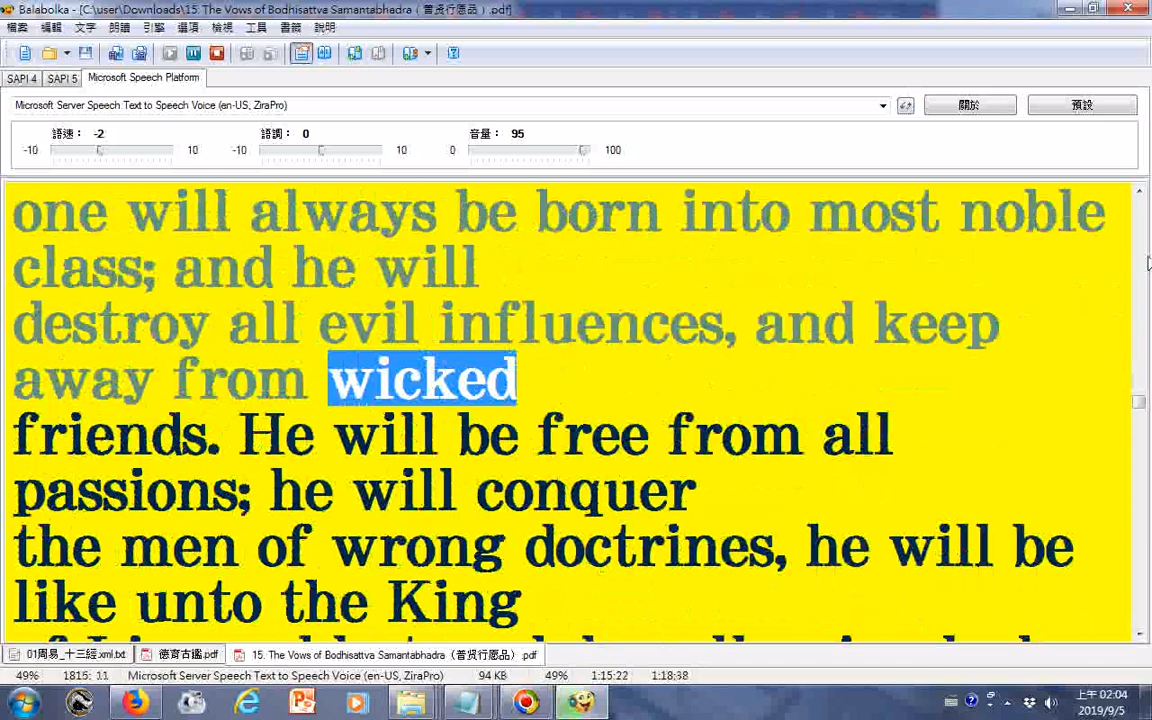 Balabolka - [C:\user\Downloads\15. The Vows of Bodhisattva Samantabhadra (普賢行愿品) .pdf]
檔案 編輯 文字 朗讀 引擎 選項 檢視 工具 書籤 說明
SAPI 4 SAPI 5 Microsoft Speech Platform
Microsoft Server Speech Text to Speech Voice (en-US, ZiraPro) 關於 預設
語速： -2 語調： 0 音量： 95
-10 10 -10 10 0 100
one will always be born into most noble
class; and he will
destroy all evil influences, and keep
away from wicked
friends. He will be free from all
passions; he will conquer
the men of wrong doctrines, he will be
like unto the King
01周易_十三經.xml.txt 德育古鑑.pdf 15. The Vows of Bodhisattva Samantabhadra (普賢行愿品) .pdf
49% 1815: 11 Microsoft Server Speech Text to Speech Voice (en-US, ZiraPro) 94 KB 49% 1:15:22 1:18:38
上午 02:04
2019/9/5